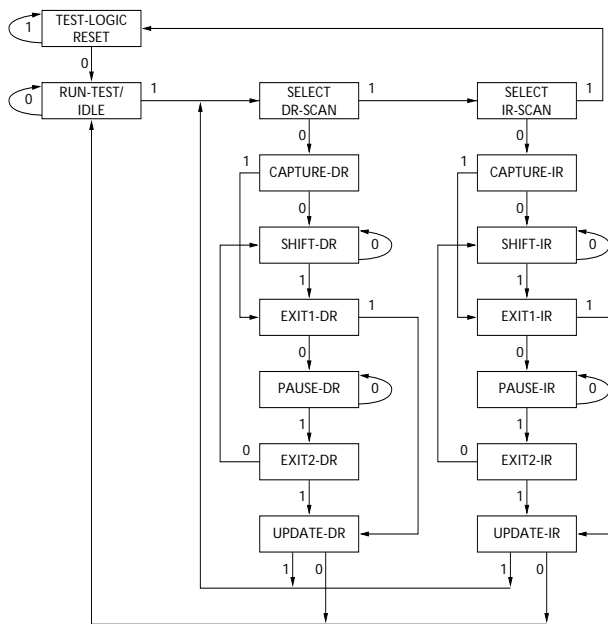 1
TEST-LOGIC
RESET
0
0
RUN-TEST/
IDLE
1
SELECT
DR-SCAN
1
SELECT
IR-SCAN
1
0
0
1
CAPTURE-DR
1
CAPTURE-IR
0
0
SHIFT-DR
0
SHIFT-IR
0
1
1
EXIT1-DR
1
EXIT1-IR
1
0
0
PAUSE-DR
0
PAUSE-IR
0
1
1
0
EXIT2-DR
0
EXIT2-IR
1
1
UPDATE-DR
UPDATE-IR
1
0
1
0